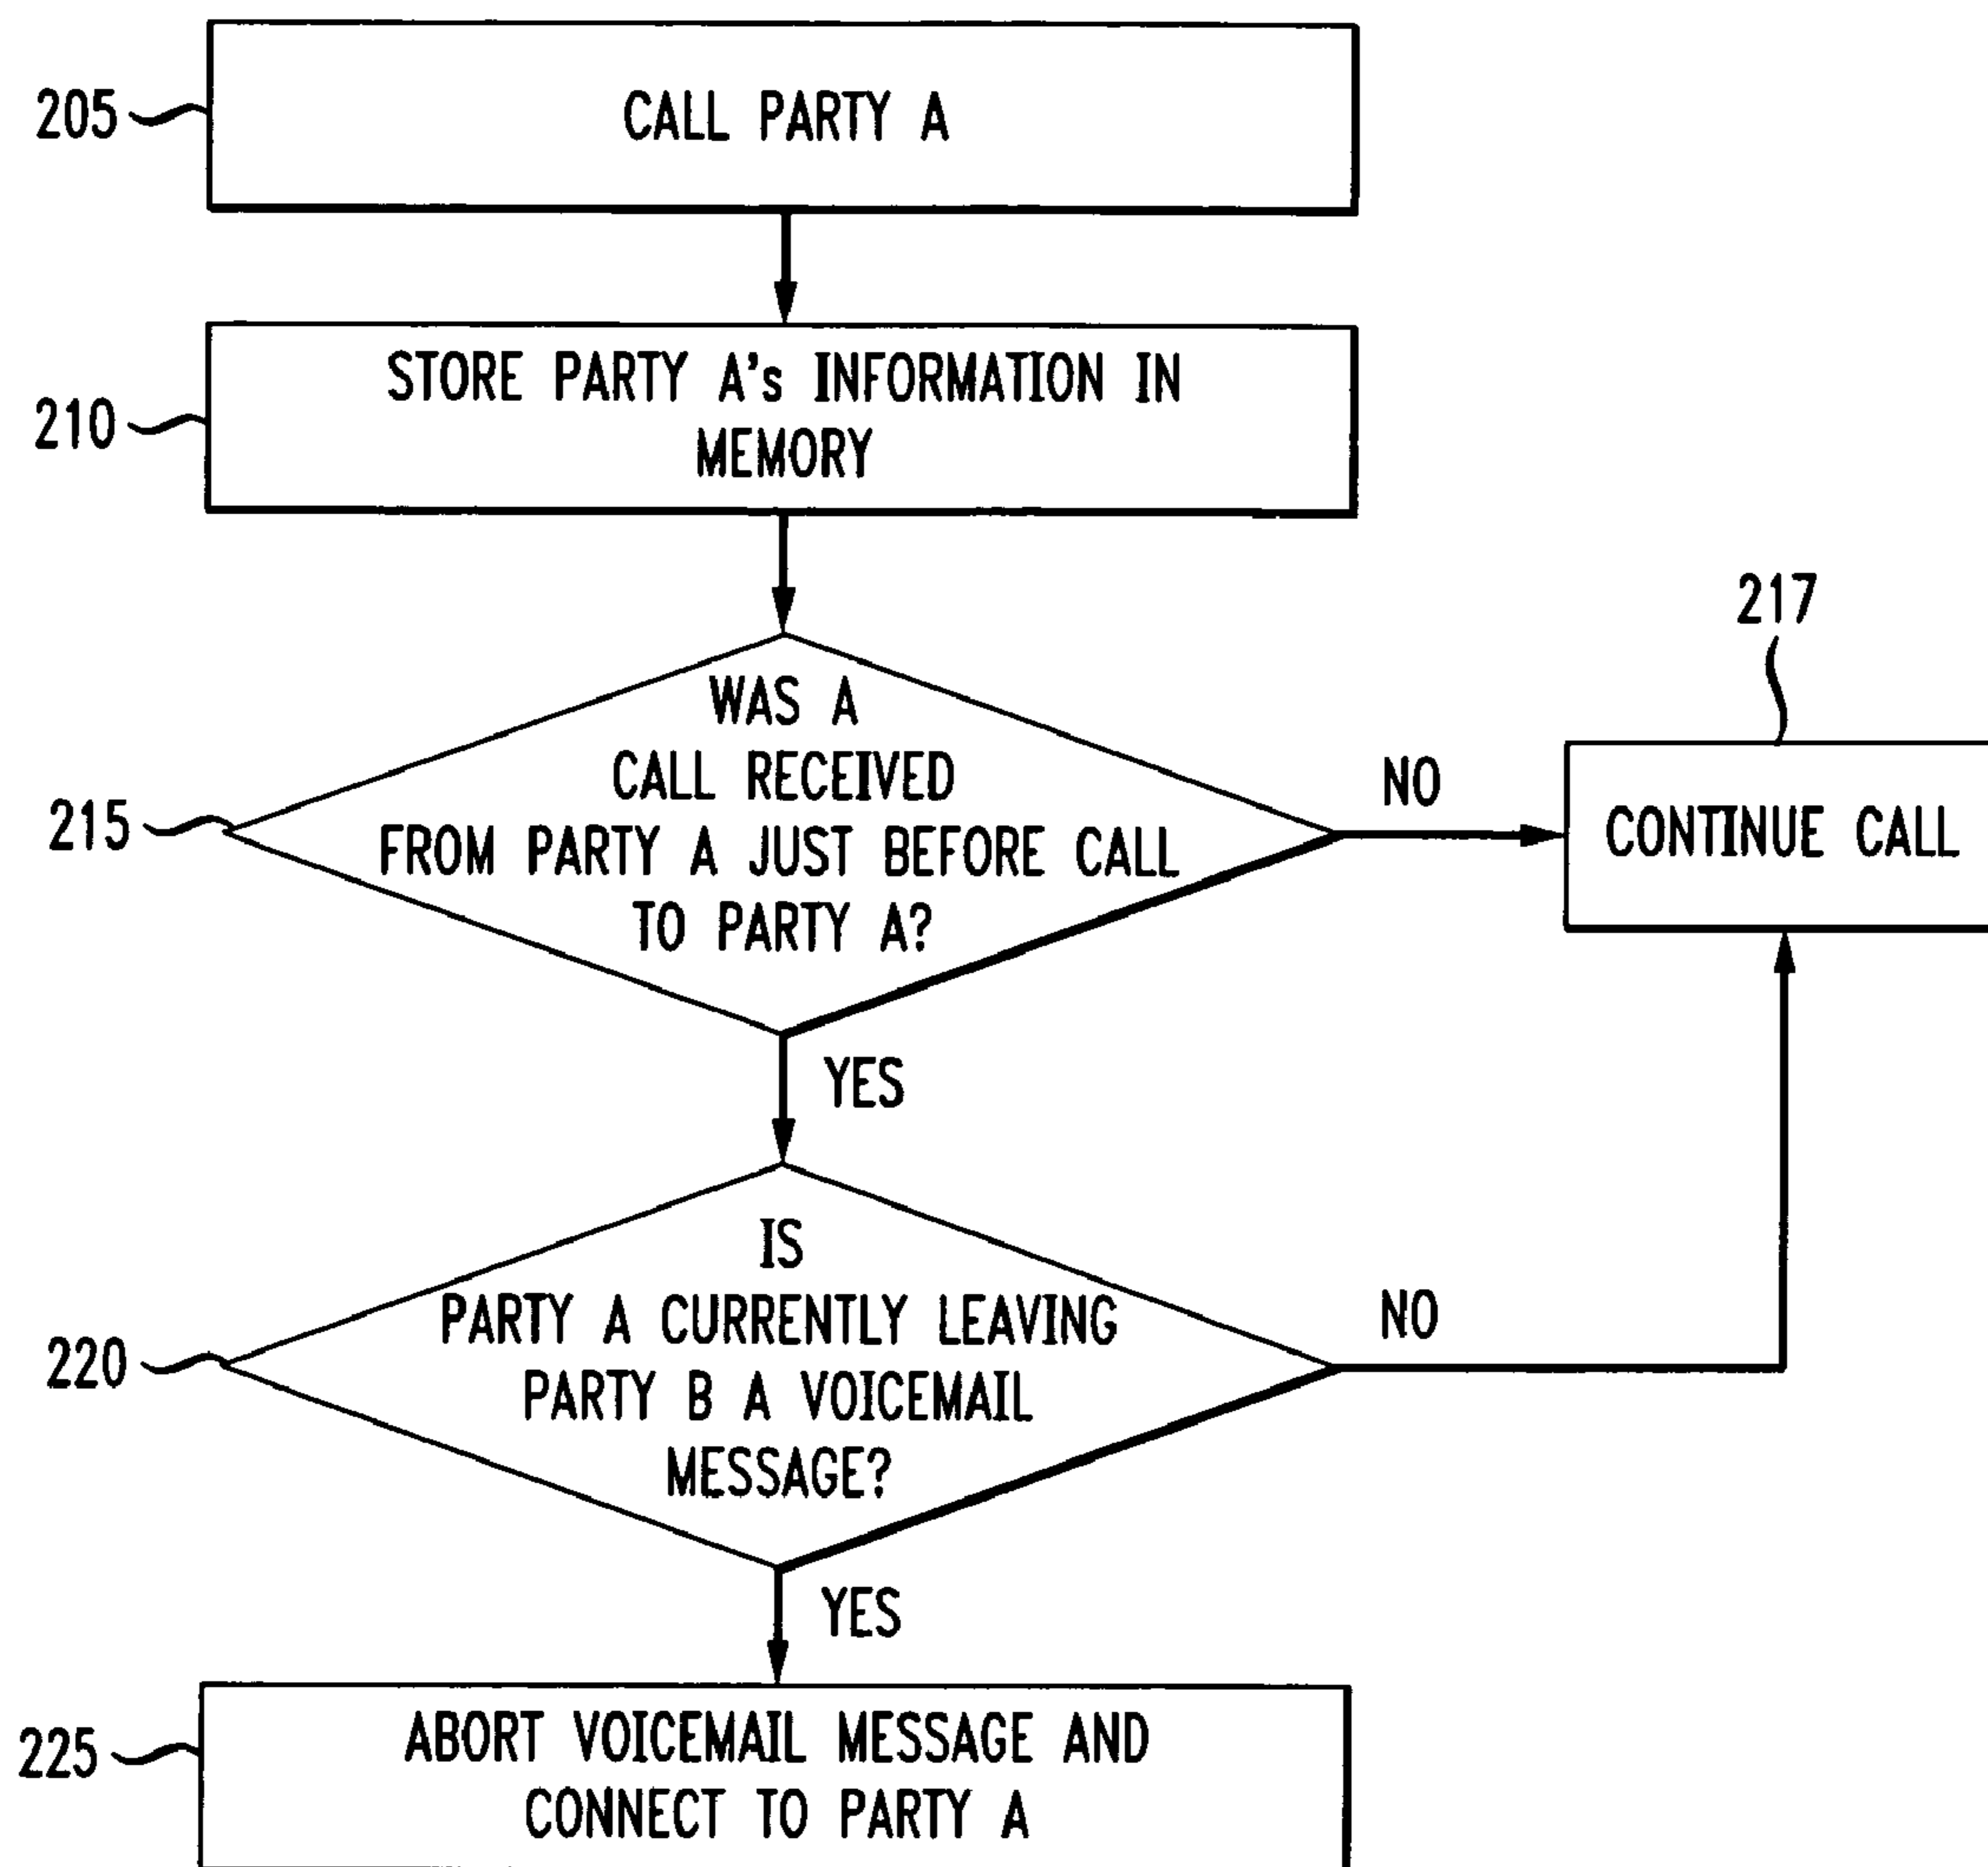 205
CALL PARTY A
210
STORE PARTY A's INFORMATION IN
MEMORY
215
WAS A
CALL RECEIVED
FROM PARTY A JUST BEFORE CALL
TO PARTY A?
NO
217
CONTINUE CALL
YES
220
IS
PARTY A CURRENTLY LEAVING
PARTY B A VOICEMAIL
MESSAGE?
NO
YES
225
ABORT VOICEMAIL MESSAGE AND
CONNECT TO PARTY A